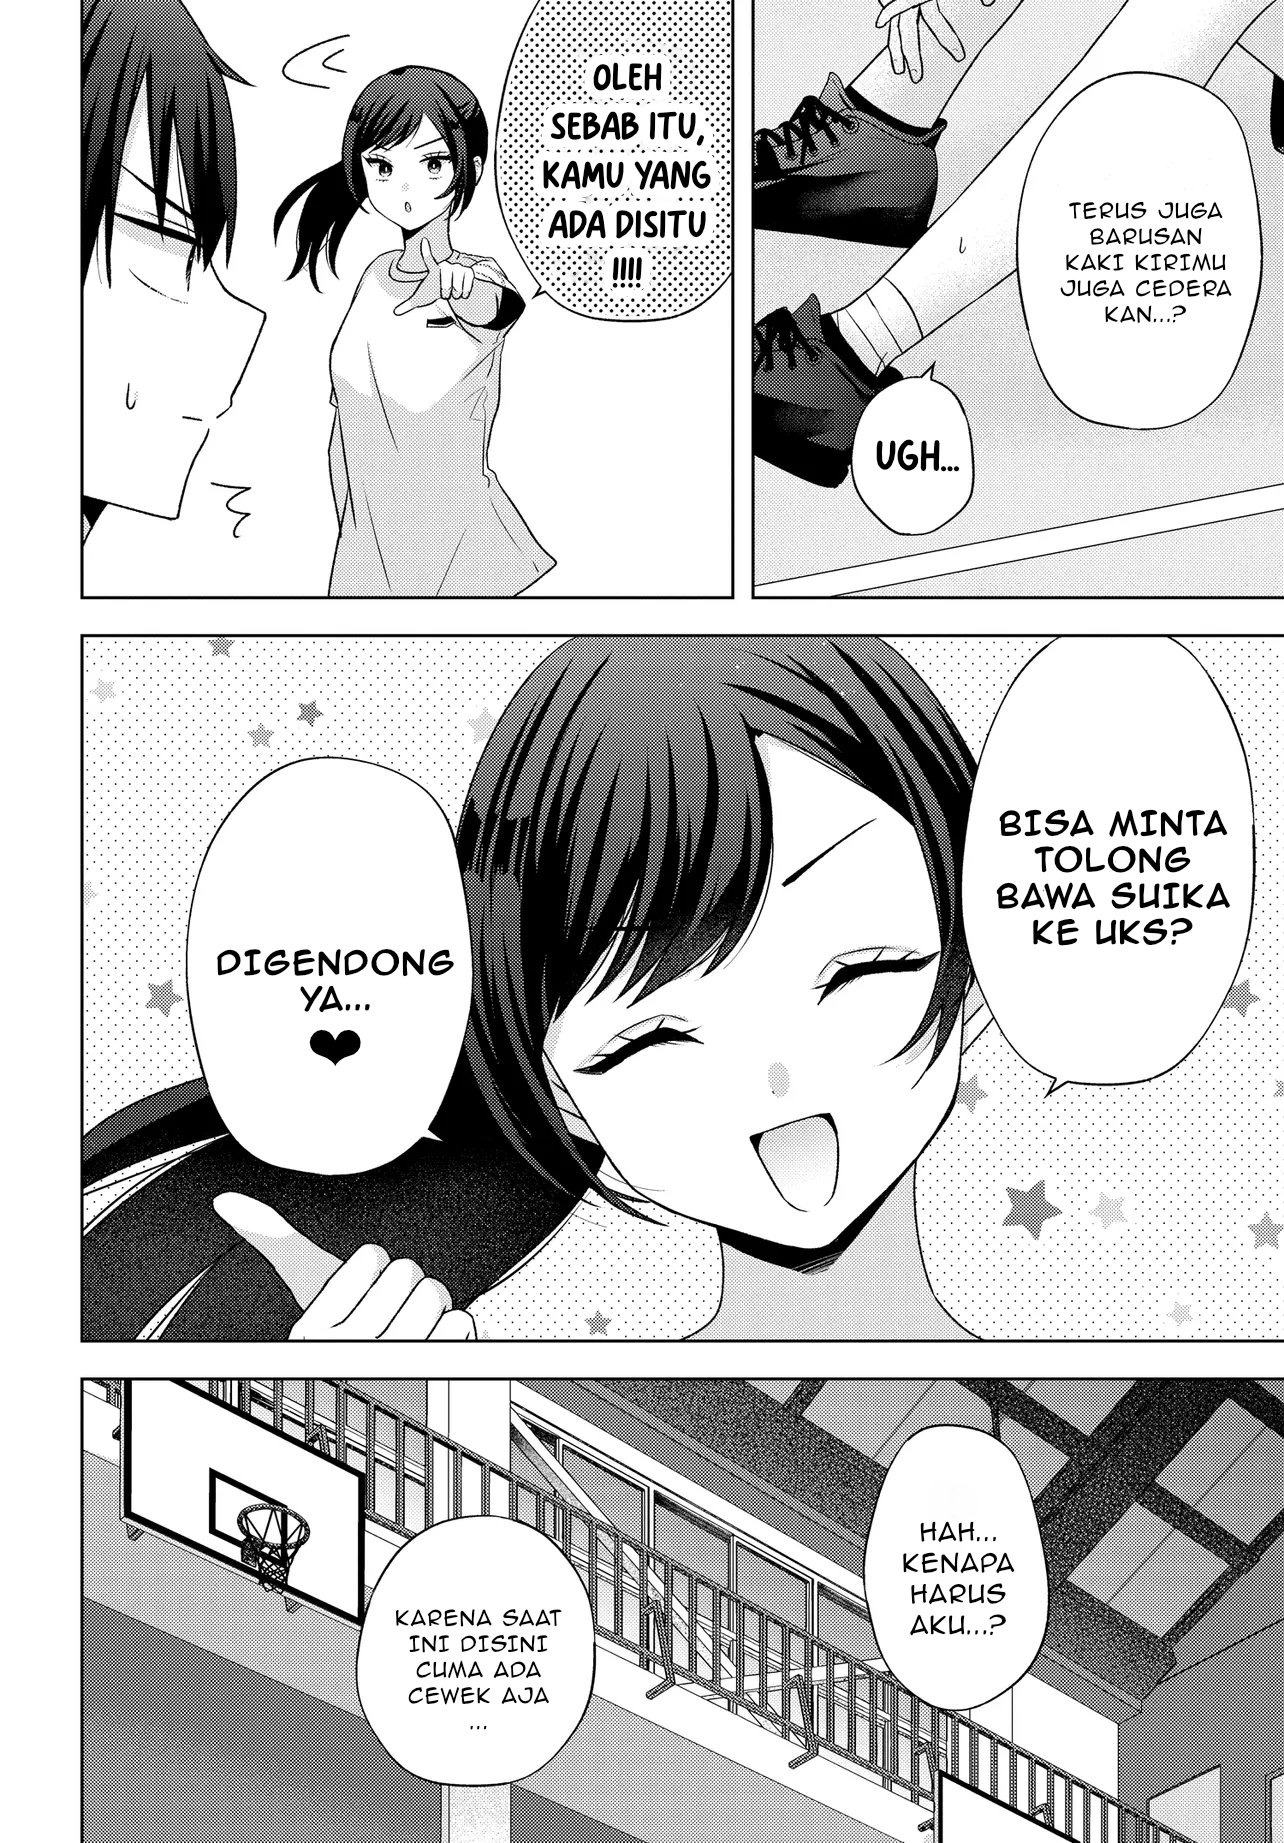 TERUS JUGA
BARUSAN
KAKI KIRIMU
JUGA CEDERA
KAN...?
UGH...
OLEH
SEBAB ITU,
KAMU YANG
ADA DISITU
!!!!
BISA MINTA
TOLONG
BAWA SUIKA
KE UKS?
DIGENDONG
YA...
❤
HAH...
KENAPA
HARUS
AKU...?
KARENA SAAT
INI DISINI
CUMA ADA
CEWEK AJA
...